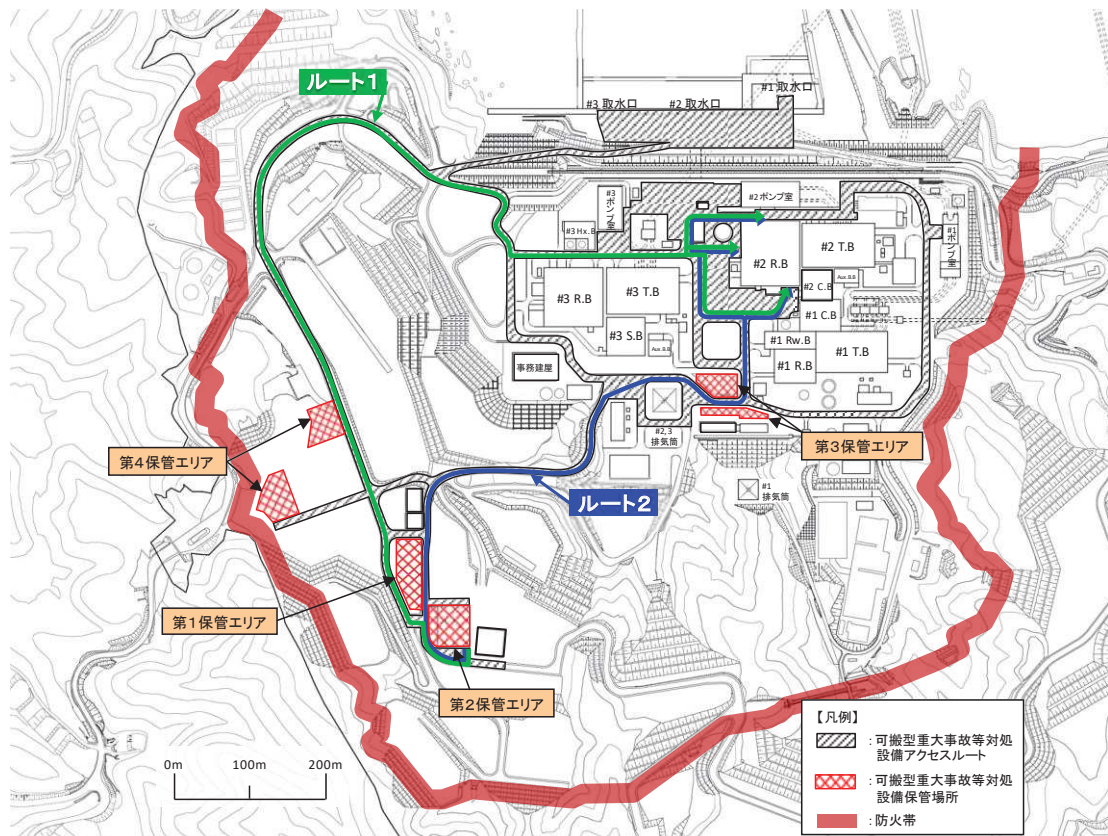 ルート1
#1 取水口
#3 取水口
#2 取水口
#3
ポンプ室
#2ポンプ室
#1
ポンプ室
#3 Hx.B
#2 R.B
#2 T.B
Aux.B.B
#2 C.B
#3 R.B
#3 T.B
#1 C.B
#3 S.B
Aux.B.B
#1 Rw.B
#1 T.B
#1 R.B
事務建屋
#2,3
排気筒
第3保管エリア
第4保管エリア
#1
排気筒
ルート2
第1保管エリア
第2保管エリア
0m
100m
200m
【凡例】
:可搬型重大事故等対処
設備アクセスルート
:可搬型重大事故等対処
設備保管場所
:防火帯